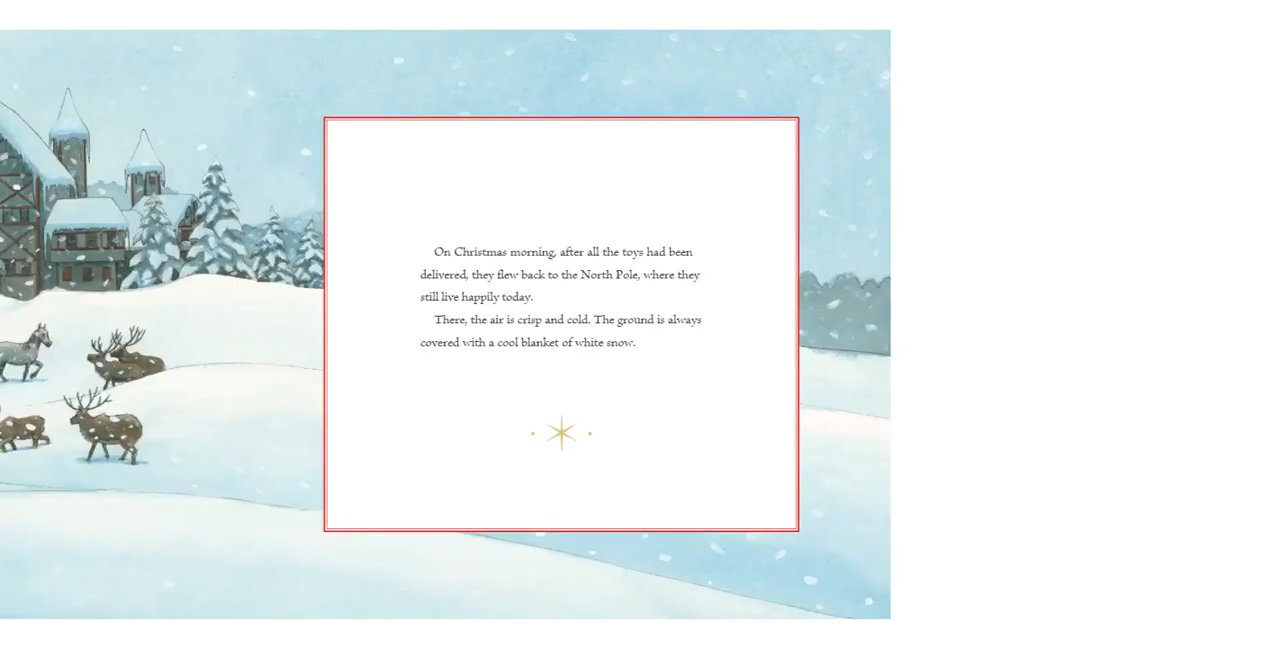 On Christmas morning, after all the toys had been
delivered, they flew back to the North Pole, where they
still live happily today.
There, the air is crisp and cold. The ground is always
covered with a cool blanket of white snow.